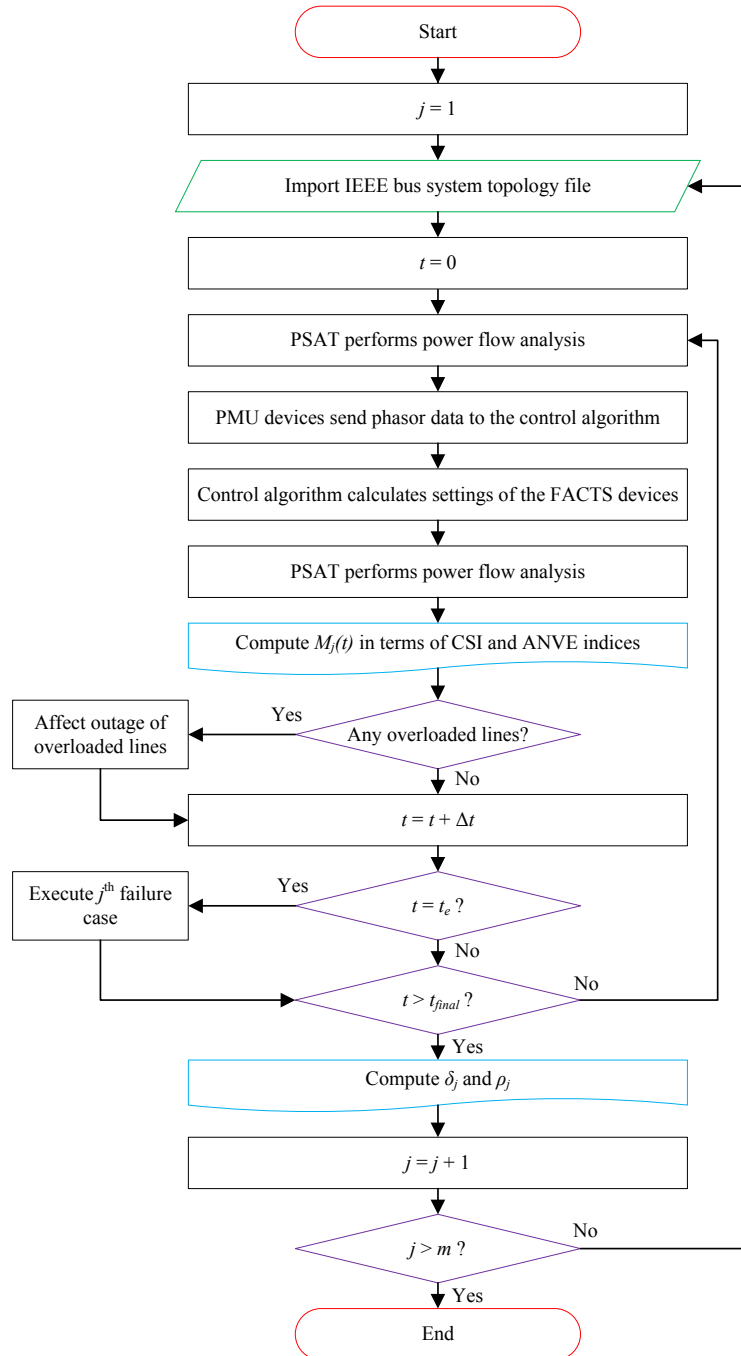 Start
j = 1
Import IEEE bus system topology file
t = 0
PSAT performs power flow analysis
PMU devices send phasor data to the control algorithm
Control algorithm calculates settings of the FACTS devices
PSAT performs power flow analysis
Compute Mj(t) in terms of CSI and ANVE indices
Any overloaded lines?
Yes
Affect outage of
overloaded lines
No
t = t + Δt
t = te ?
Yes
Execute jth failure
case
No
t > tfinal ?
No
Yes
Compute δj and ρj
j = j + 1
j > m ?
No
Yes
End